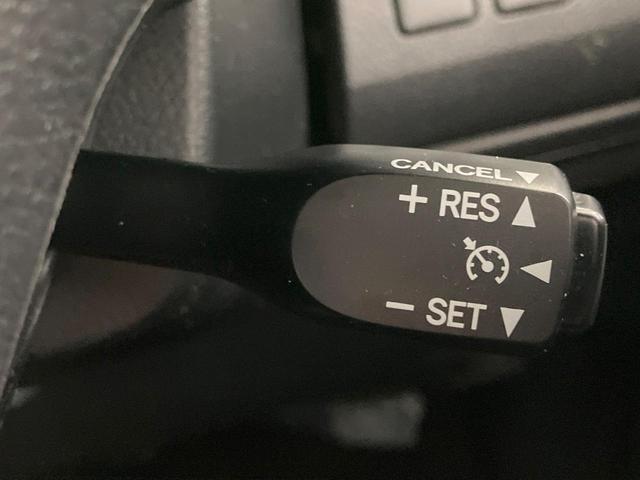 CANCEL▼
+ RES ▲
◀
− SET ▼